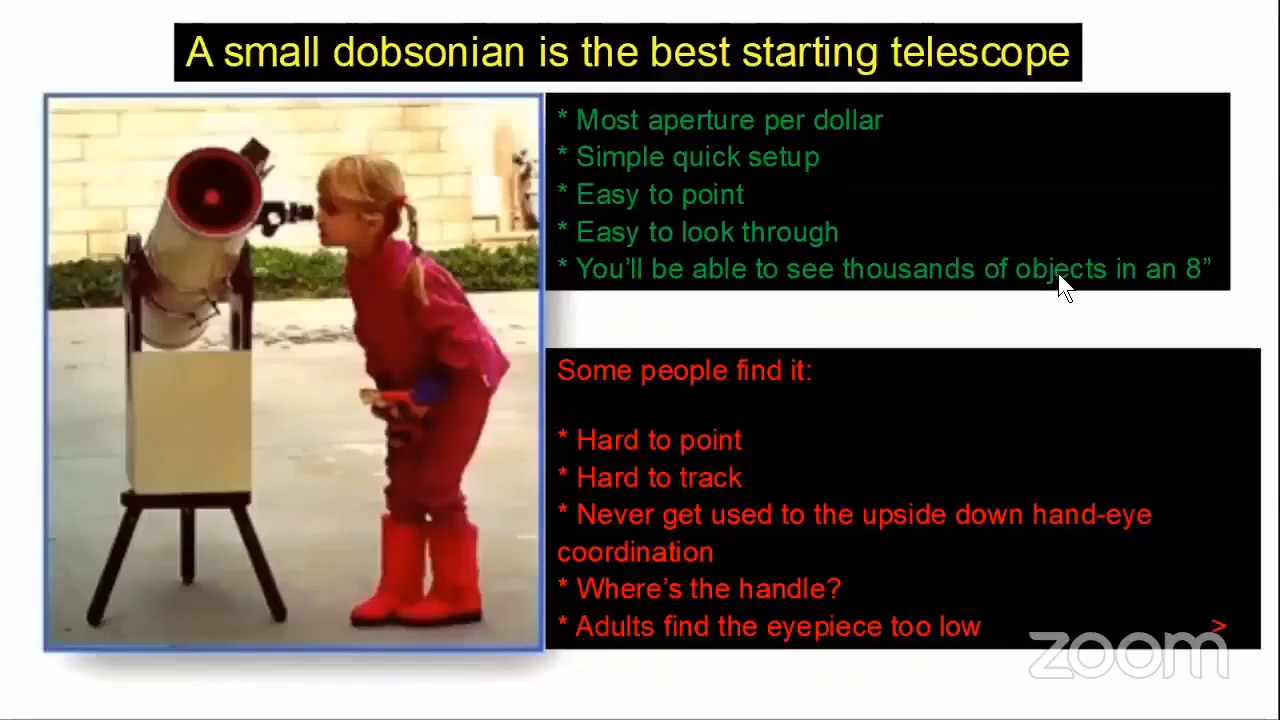 A small dobsonian is the best starting telescope
* Most aperture per dollar
* Simple quick setup
* Easy to point
* Easy to look through
* You’ll be able to see thousands of objects in an 8”
Some people find it:
* Hard to point
* Hard to track
* Never get used to the upside down hand-eye
coordination
* Where’s the handle?
* Adults find the eyepiece too low >
zoom